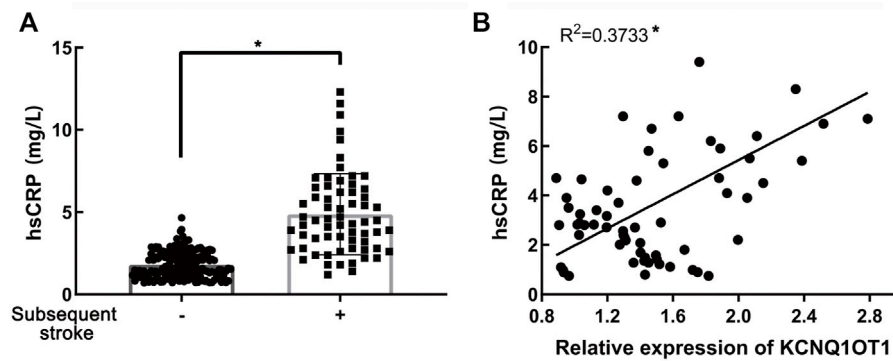 A
*
15
10
5
0
hsCRP (mg/L)
Subsequent
stroke
-
+
B
R²=0.3733 *
10
8
6
4
2
0
hsCRP (mg/L)
0.8 1.2 1.6 2.0 2.4 2.8
Relative expression of KCNQ1OT1